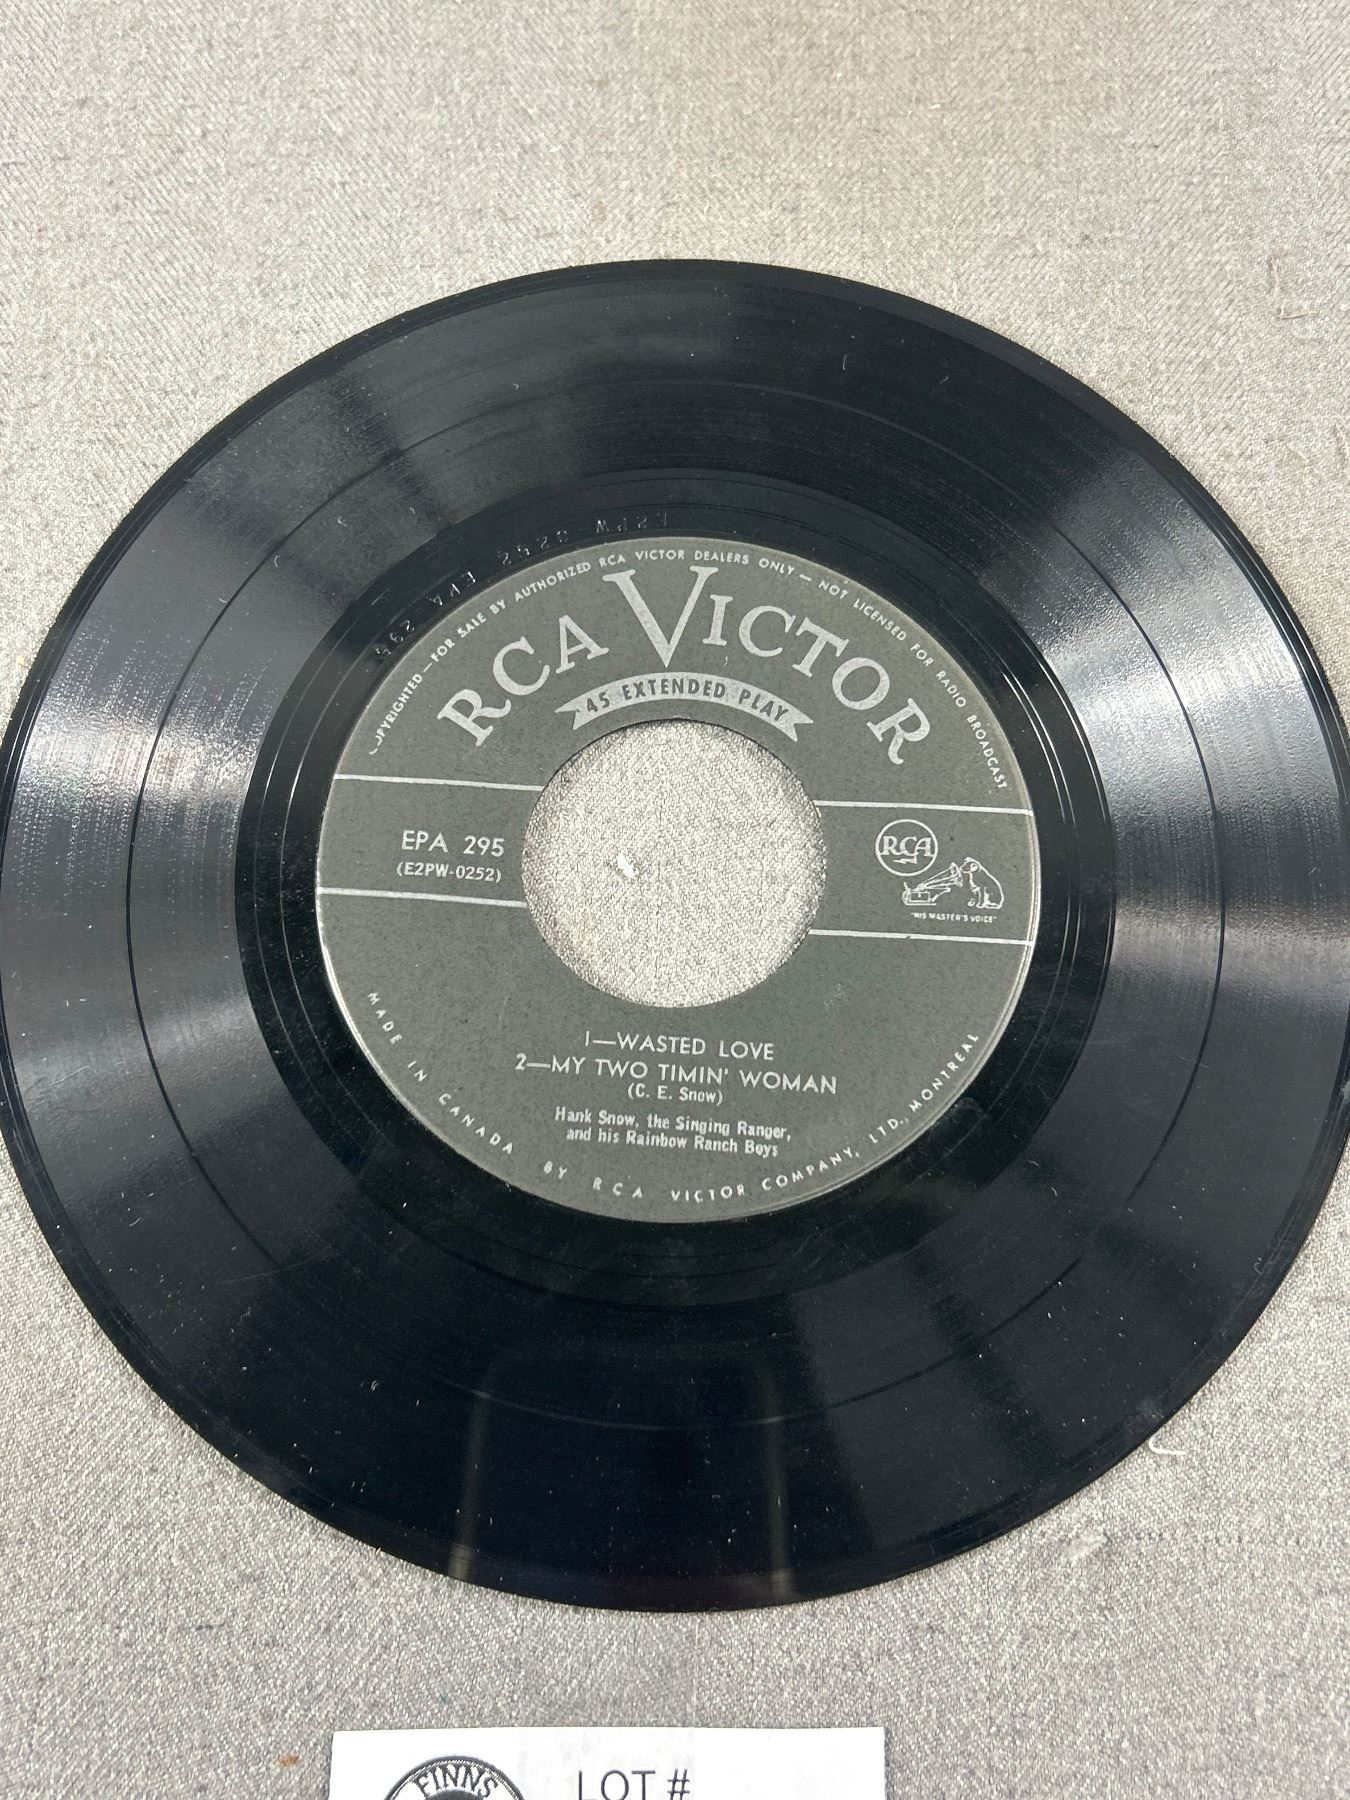 E2PW-0252 EPA 295
COPYRIGHTED — FOR SALE BY AUTHORIZED RCA VICTOR DEALERS ONLY — NOT LICENSED FOR RADIO BROADCAST
RCA VICTOR
45 EXTENDED PLAY
EPA 295
(E2PW-0252)
RCA
"HIS MASTER'S VOICE"
1—WASTED LOVE
2—MY TWO TIMIN' WOMAN
(C. E. Snow)
Hank Snow, the Singing Ranger,
and his Rainbow Ranch Boys
MADE IN CANADA BY RCA VICTOR COMPANY, LTD., MONTREAL
FINNS
LOT #